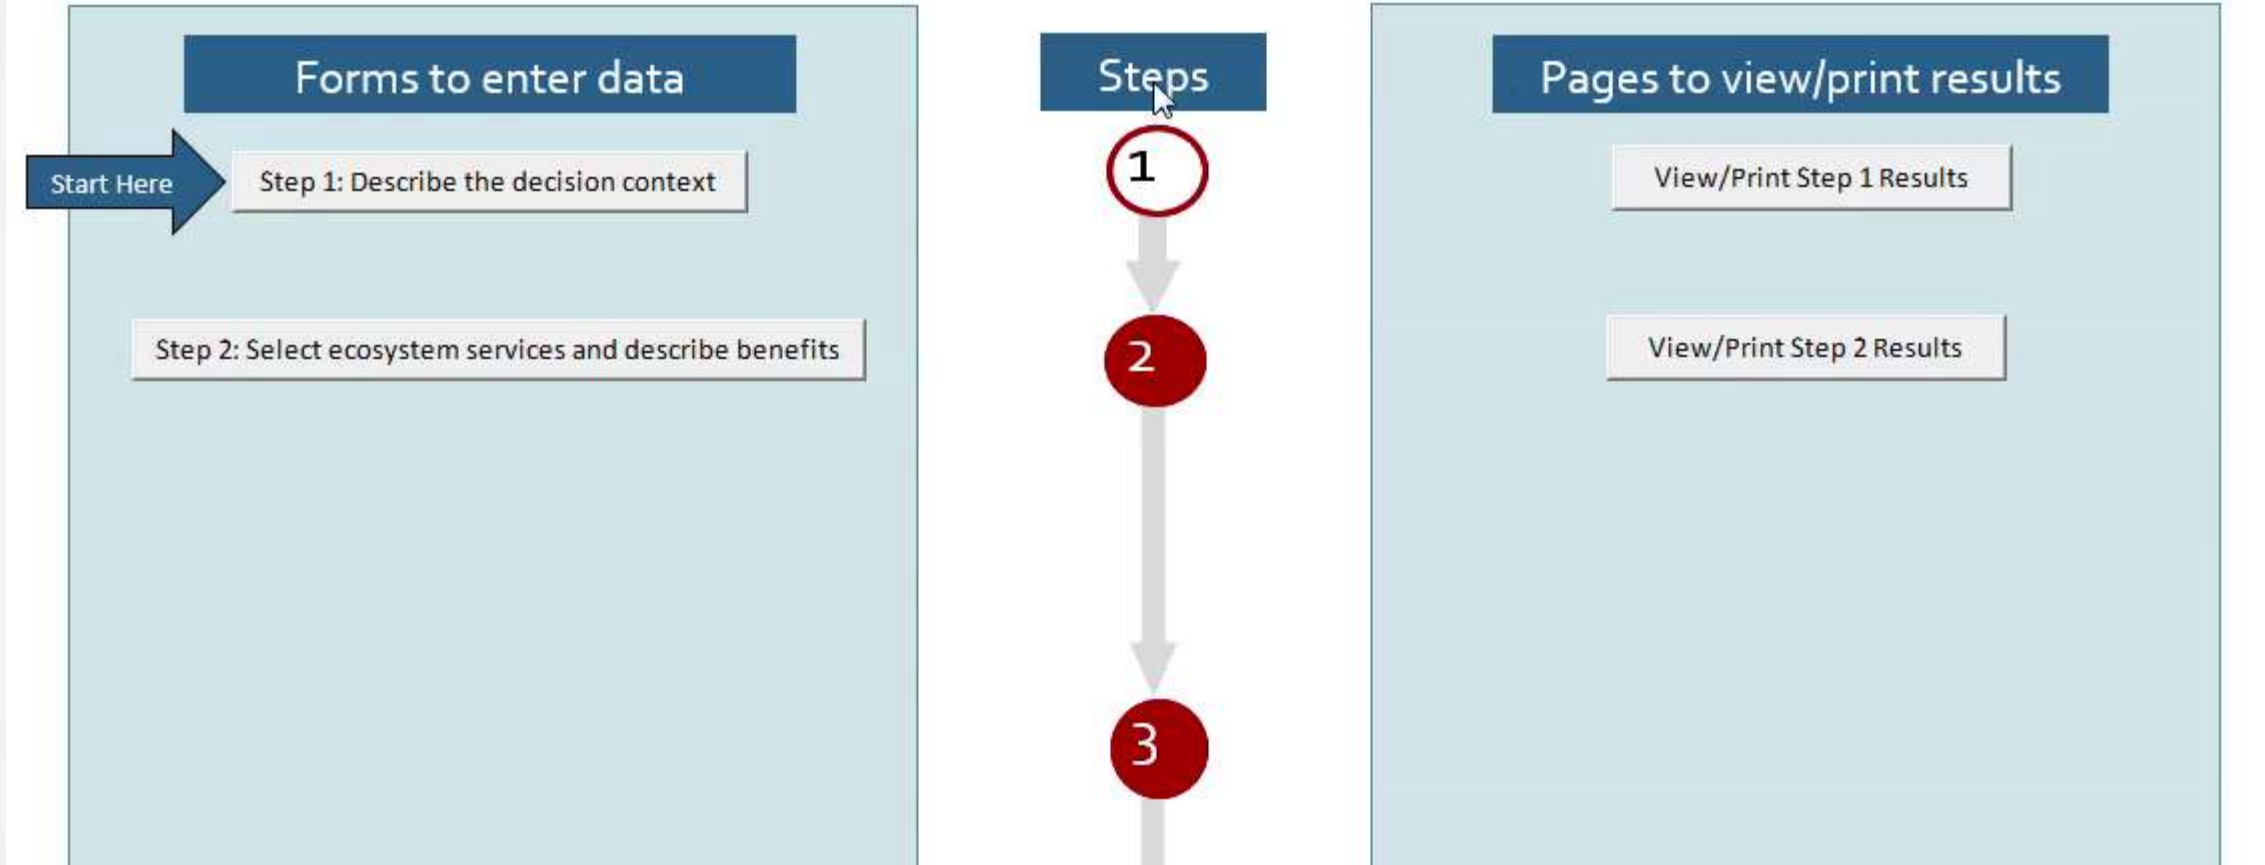 Forms to enter data
Steps
Pages to view/print results
Start Here
Step 1: Describe the decision context
1
View/Print Step 1 Results
Step 2: Select ecosystem services and describe benefits
2
View/Print Step 2 Results
3